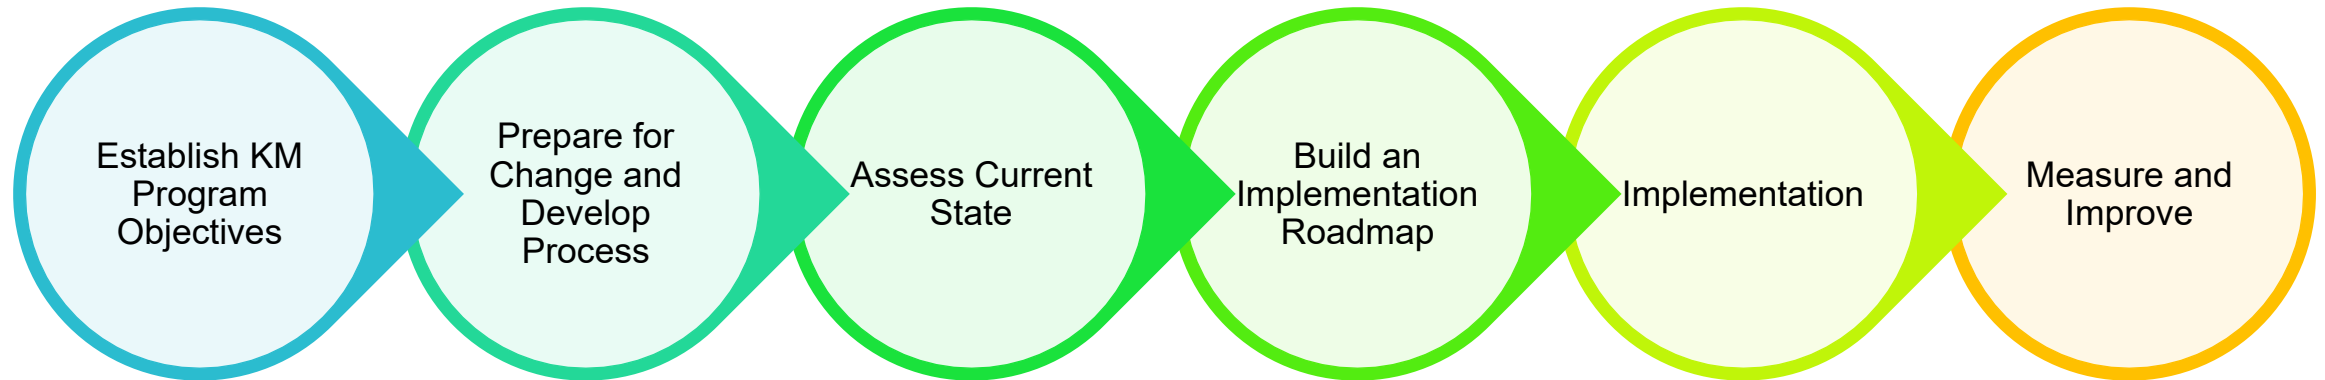 Establish KM
Program
Objectives
Prepare for
Change and
Develop
Process
Assess Current
State
Build an
Implementation
Roadmap
Implementation
Measure and
Improve